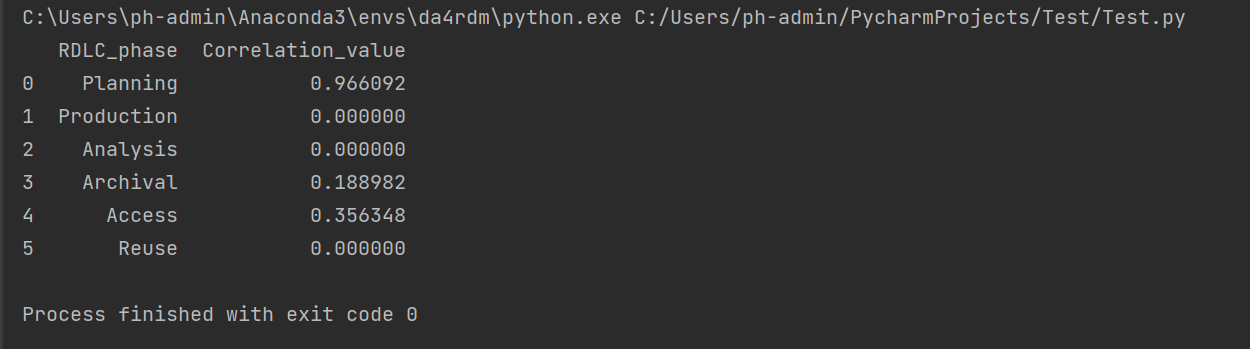 C:\Users\ph-admin\Anaconda3\envs\da4rdm\python.exe C:/Users/ph-admin/PycharmProjects/Test/Test.py
   RDLC_phase  Correlation_value
0    Planning           0.966092
1  Production           0.000000
2    Analysis           0.000000
3    Archival           0.188982
4      Access           0.356348
5       Reuse           0.000000

Process finished with exit code 0